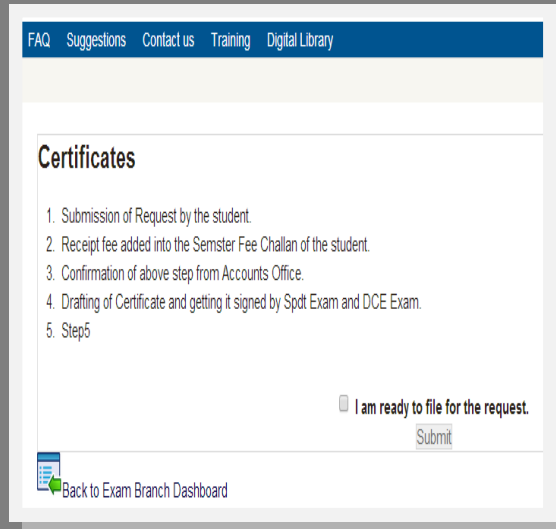 FAQ Suggestions Contact us Training Digital Library
Certificates
1. Submission of Request by the student.
2. Receipt fee added into the Semster Fee Challan of the student.
3. Confirmation of above step from Accounts Office.
4. Drafting of Certificate and getting it signed by Spdt Exam and DCE Exam.
5. Step5
I am ready to file for the request.
Submit
Back to Exam Branch Dashboard